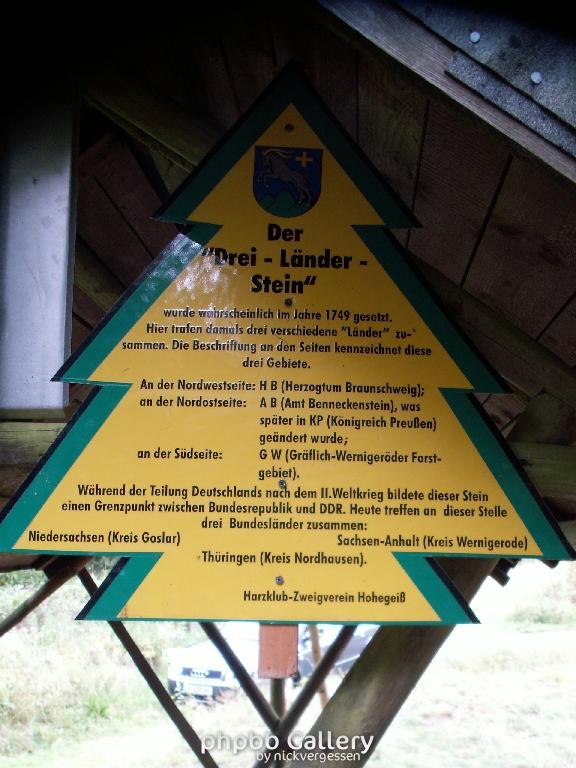 Der
"Drei - Länder -
Stein"
wurde wahrscheinlich im Jahre 1749 gesetzt.
Hier trafen damals drei verschiedene "Länder" zu-
sammen. Die Beschriftung an den Seiten kennzeichnet diese
drei Gebiete.
An der Nordwestseite: H B (Herzogtum Braunschweig);
an der Nordostseite: A B (Amt Benneckenstein), was
später in KP (Königreich Preußen)
geändert wurde;
an der Südseite: G W (Gräflich-Wernigeröder Forst-
gebiet).
Während der Teilung Deutschlands nach dem II.Weltkrieg bildete dieser Stein
einen Grenzpunkt zwischen Bundesrepublik und DDR. Heute treffen an dieser Stelle
drei Bundesländer zusammen:
Niedersachsen (Kreis Goslar) Sachsen-Anhalt (Kreis Wernigerode)
Thüringen (Kreis Nordhausen).
Harzklub-Zweigverein Hohegeiß
phpbb Gallery
by nickvergessen